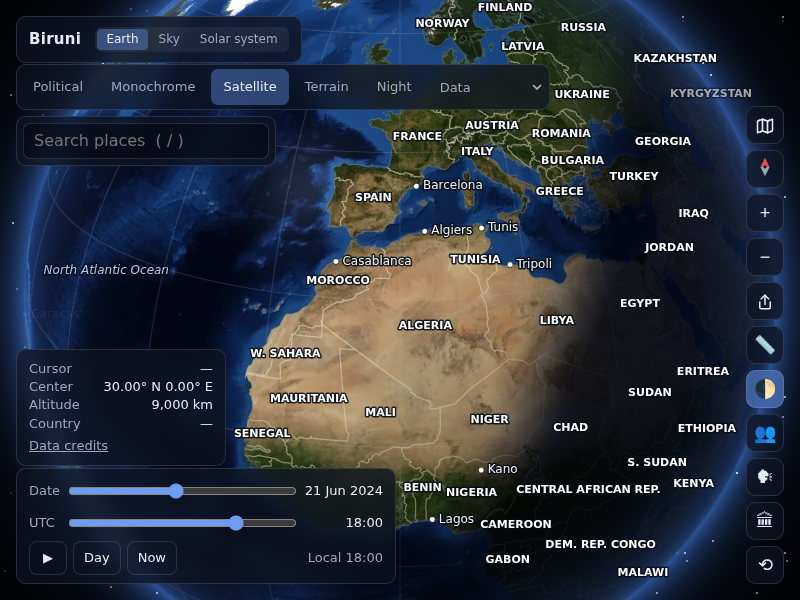 Biruni
Earth
Sky
Solar system
Political
Monochrome
Satellite
Terrain
Night
Data
Search places ( / )
NORWAY
FINLAND
RUSSIA
LATVIA
KAZAKHSTAN
KYRGYZSTAN
UKRAINE
AUSTRIA
FRANCE
ROMANIA
GEORGIA
ITALY
BULGARIA
TURKEY
SPAIN
Barcelona
GREECE
IRAQ
Algiers
Tunis
JORDAN
Casablanca
TUNISIA
Tripoli
North Atlantic Ocean
MOROCCO
EGYPT
Caracas
ALGERIA
LIBYA
W. SAHARA
ERITREA
SUDAN
MAURITANIA
MALI
NIGER
CHAD
ETHIOPIA
SENEGAL
S. SUDAN
Kano
KENYA
BENIN
NIGERIA
CENTRAL AFRICAN REP.
Lagos
CAMEROON
DEM. REP. CONGO
GABON
MALAWI
Cursor —
Center 30.00° N 0.00° E
Altitude 9,000 km
Country —
Data credits
Date 21 Jun 2024
UTC 18:00
Day
Now
Local 18:00